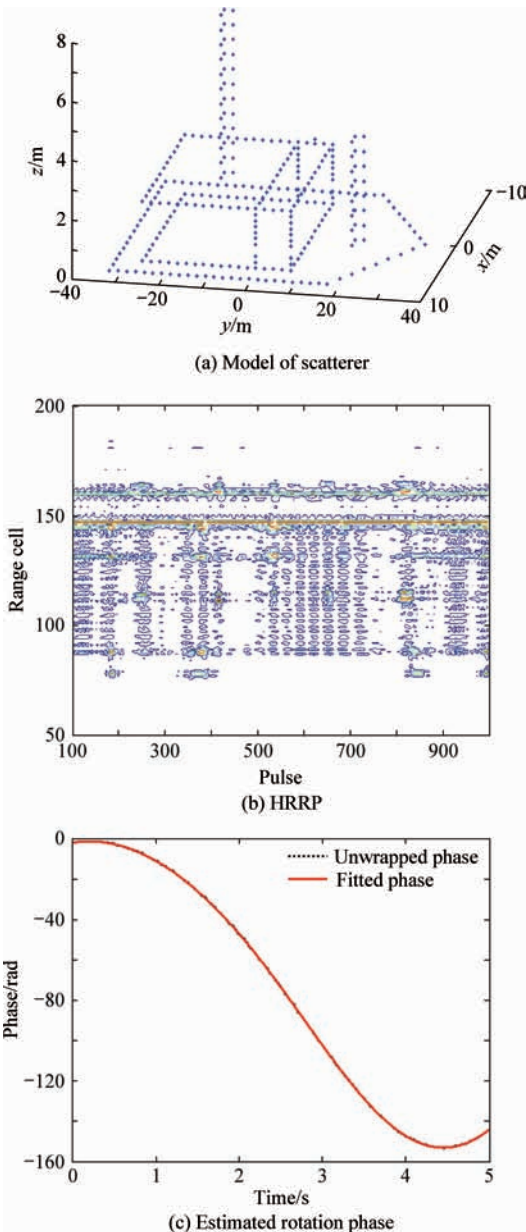 8
6
4
2
0
z/m
−40
−20
0
20
40
y/m
−10
0
10
x/m
(a) Model of scatterer
200
150
100
50
Range cell
100 300 500 700 900
Pulse
(b) HRRP
0
−40
−80
−120
−160
Phase/rad
Unwrapped phase
Fitted phase
0 1 2 3 4 5
Time/s
(c) Estimated rotation phase